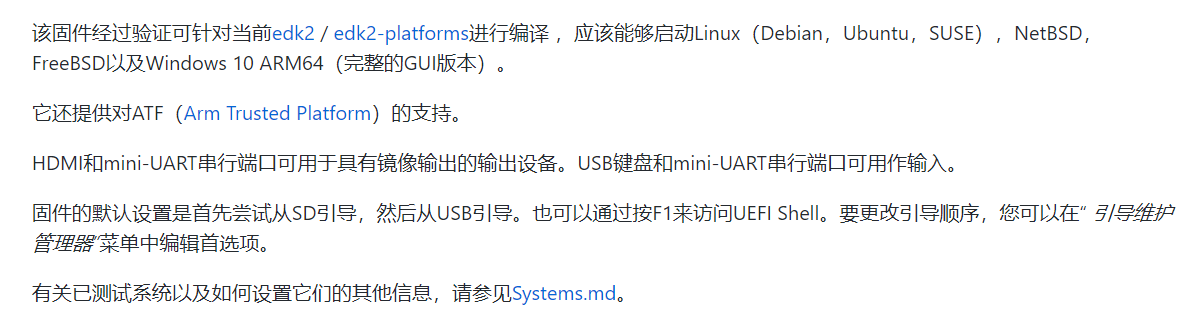 该固件经过验证可针对当前edk2 / edk2-platforms进行编译 ，应该能够启动Linux（Debian，Ubuntu，SUSE），NetBSD，
FreeBSD以及Windows 10 ARM64（完整的GUI版本）。
它还提供对ATF（Arm Trusted Platform）的支持。
HDMI和mini-UART串行端口可用于具有镜像输出的输出设备。USB键盘和mini-UART串行端口可用作输入。
固件的默认设置是首先尝试从SD引导，然后从USB引导。也可以通过按F1来访问UEFI Shell。要更改引导顺序，您可以在“ 引导维护
管理器”菜单中编辑首选项。
有关已测试系统以及如何设置它们的其他信息，请参见Systems.md。